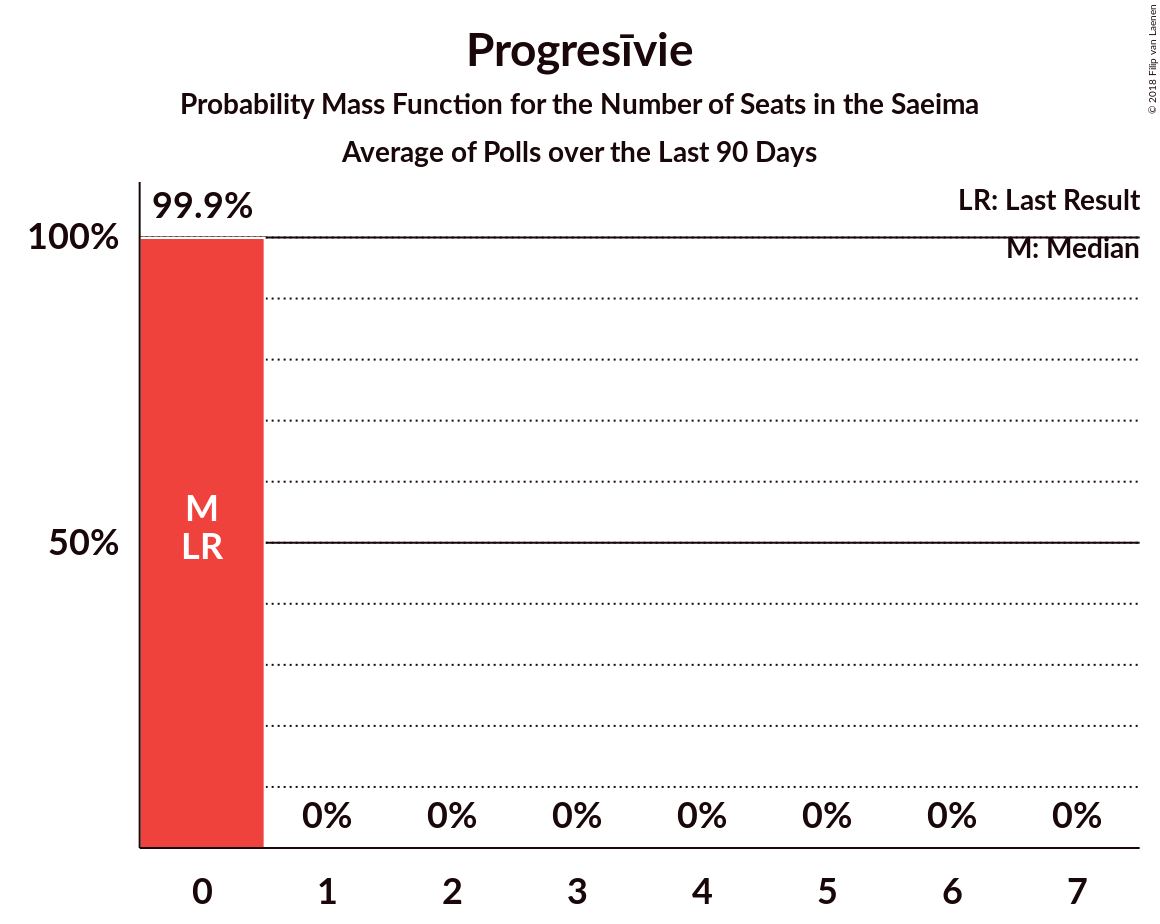 Progresīvie
Probability Mass Function for the Number of Seats in the Saeima
Average of Polls over the Last 90 Days
© 2018 Filip van Laenen
LR: Last Result
M: Median
99.9%
100%
50%
M
LR
0% 0% 0% 0% 0% 0% 0%
0 1 2 3 4 5 6 7